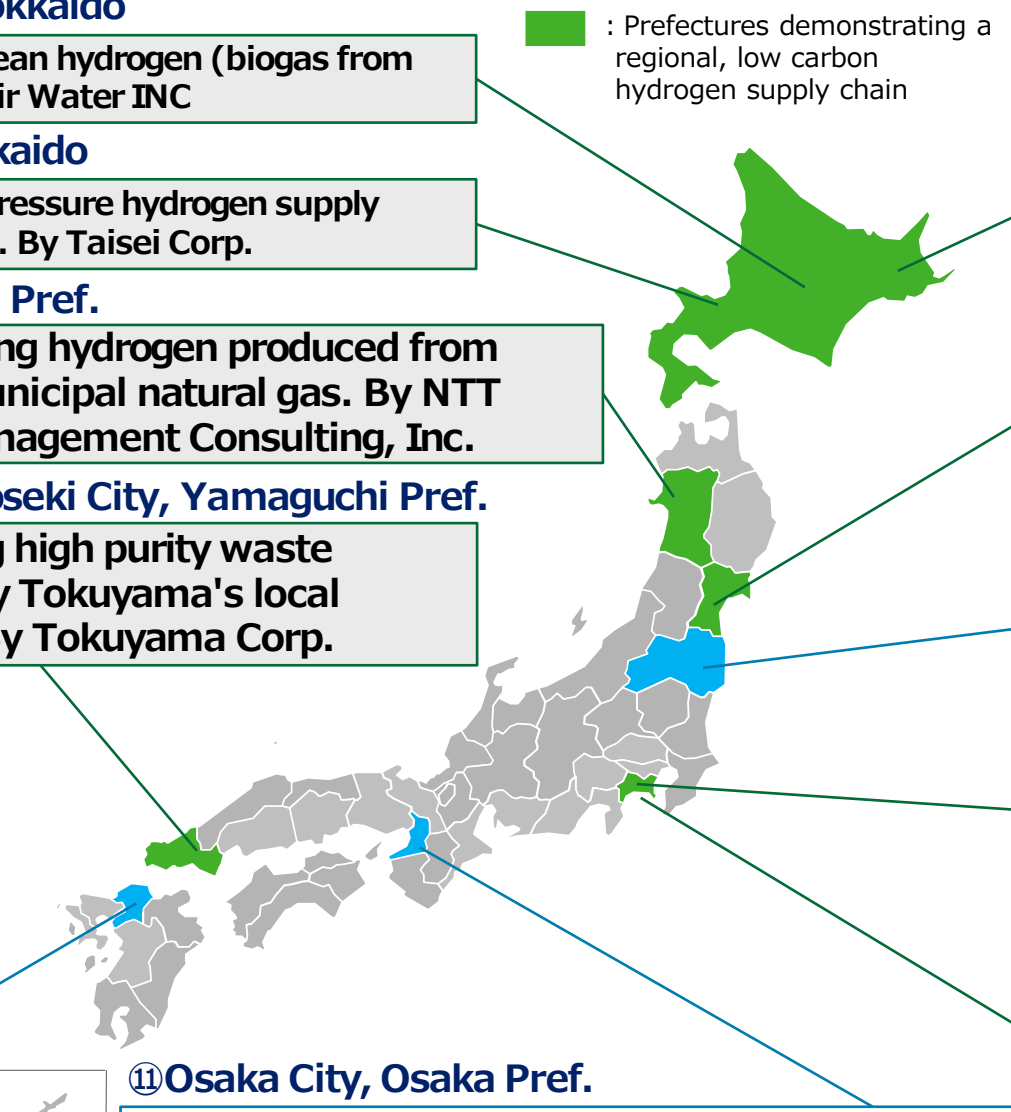 okkaido
: Prefectures demonstrating a
regional, low carbon
hydrogen supply chain
ean hydrogen (biogas from
ir Water INC
kaido
ressure hydrogen supply
. By Taisei Corp.
Pref.
ng hydrogen produced from
unicipal natural gas. By NTT
nagement Consulting, Inc.
oseki City, Yamaguchi Pref.
g high purity waste
y Tokuyama's local
by Tokuyama Corp.
⑪Osaka City, Osaka Pref.